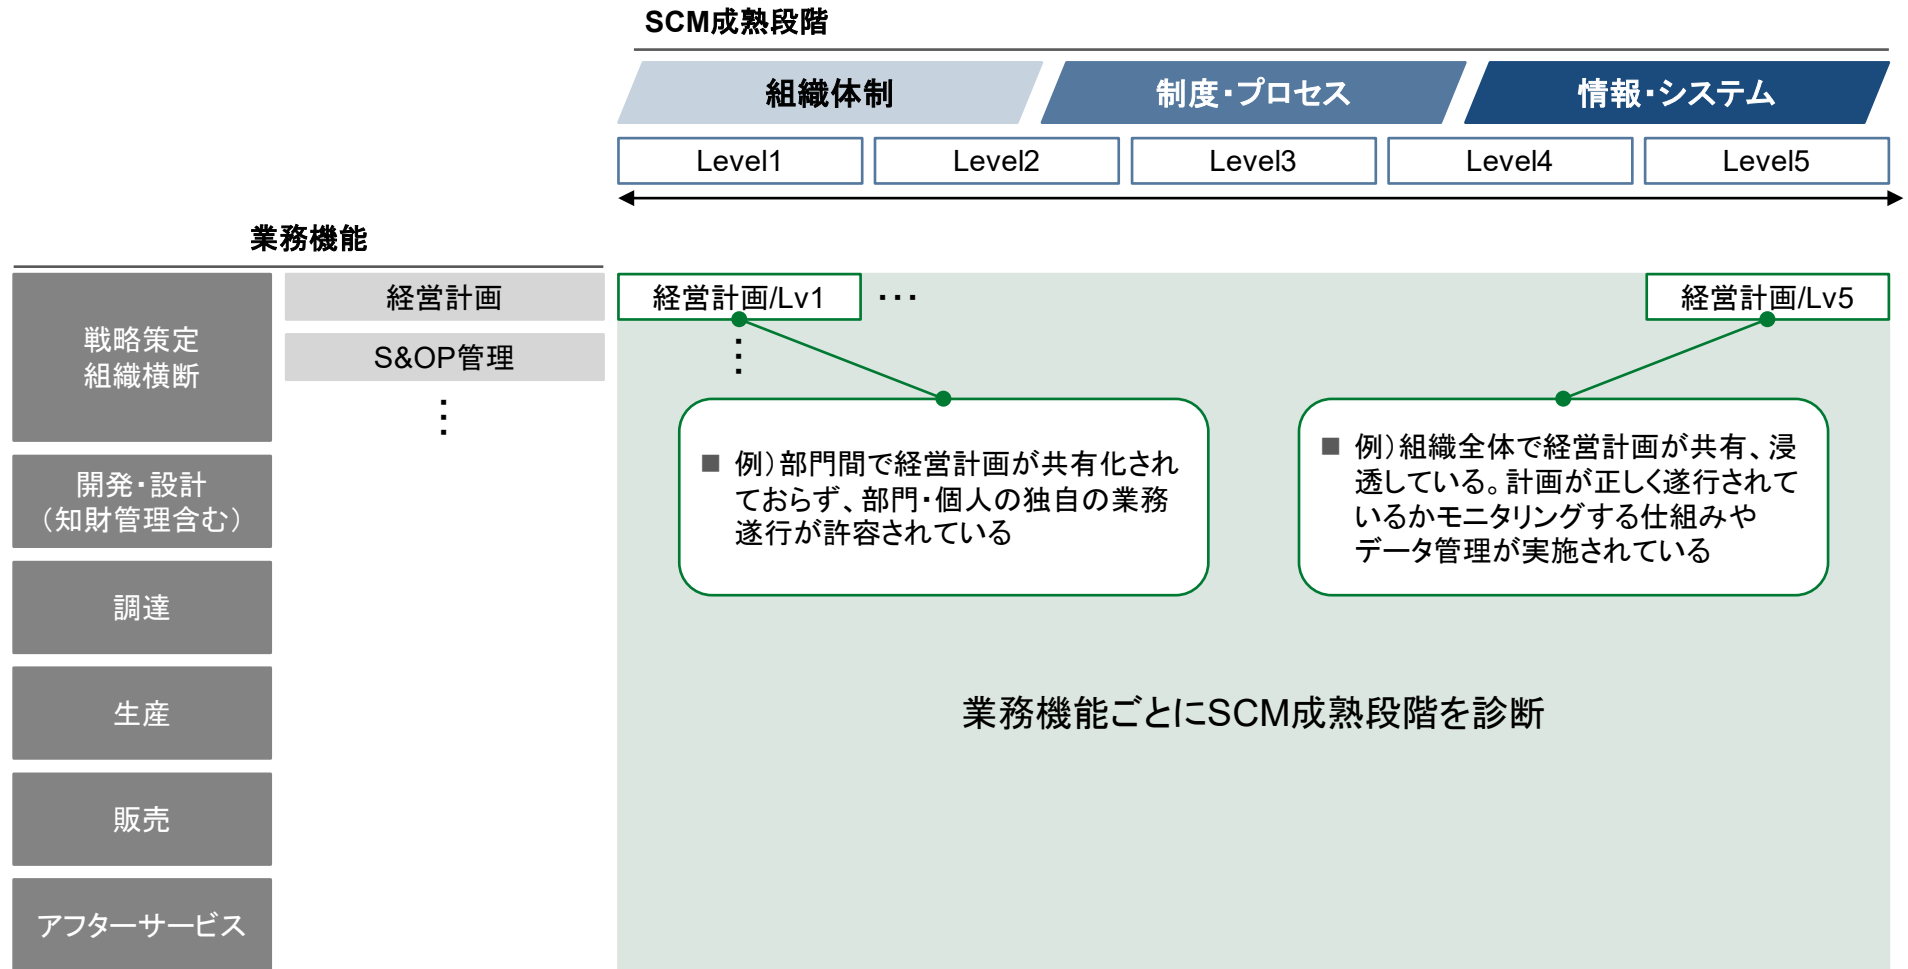 SCM成熟段階
組織体制
制度・プロセス
情報・システム
Level1
Level2
Level3
Level4
Level5
業務機能
戦略策定
組織横断
経営計画
S&OP管理
︙
経営計画/Lv1
・・・
︙
経営計画/Lv5
■ 例）部門間で経営計画が共有化され
ておらず、部門・個人の独自の業務
遂行が許容されている
■ 例）組織全体で経営計画が共有、浸
透している。計画が正しく遂行されて
いるかモニタリングする仕組みや
データ管理が実施されている
開発・設計
（知財管理含む）
調達
生産
業務機能ごとにSCM成熟段階を診断
販売
アフターサービス